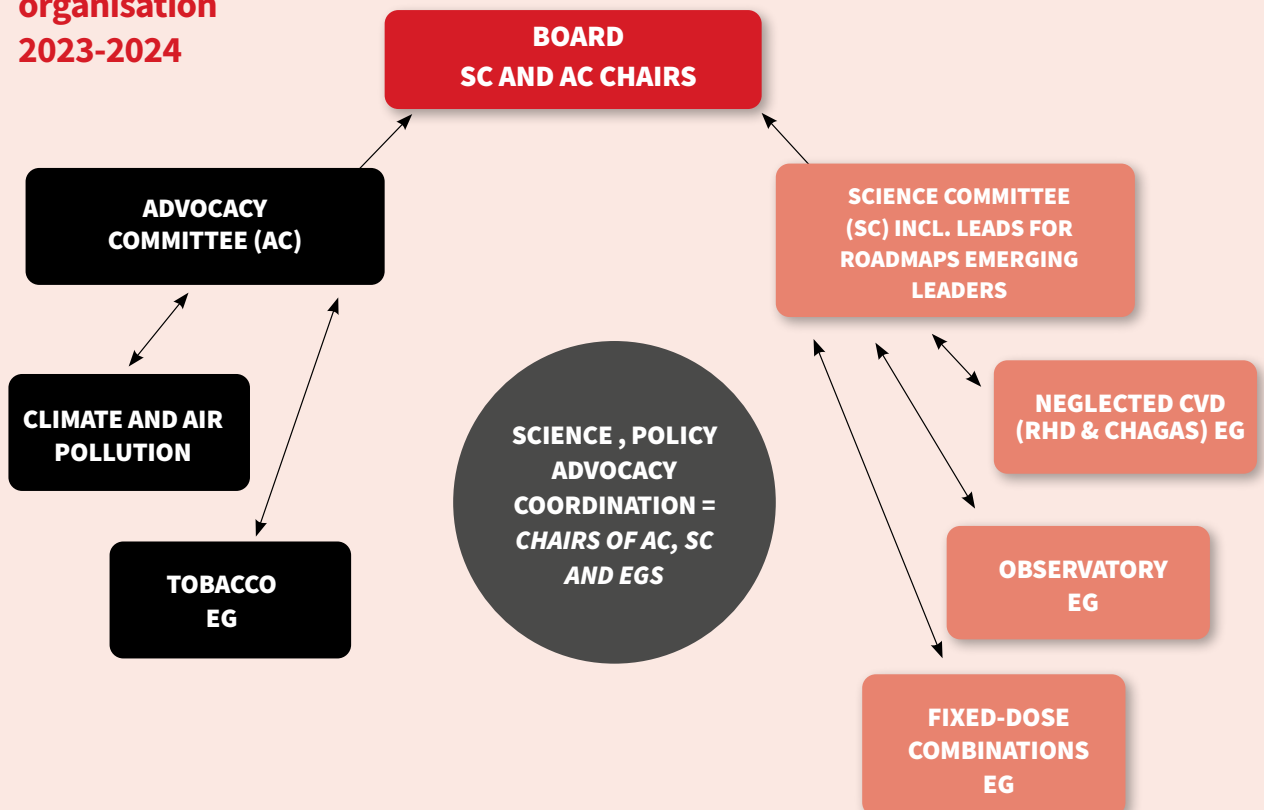 organisation
2023-2024
BOARD
SC AND AC CHAIRS
ADVOCACY
COMMITTEE (AC)
SCIENCE COMMITTEE
(SC) INCL. LEADS FOR
ROADMAPS EMERGING
LEADERS
CLIMATE AND AIR
POLLUTION
TOBACCO
EG
SCIENCE , POLICY
ADVOCACY
COORDINATION =
CHAIRS OF AC, SC
AND EGS
NEGLECTED CVD
(RHD & CHAGAS) EG
OBSERVATORY
EG
FIXED-DOSE
COMBINATIONS
EG